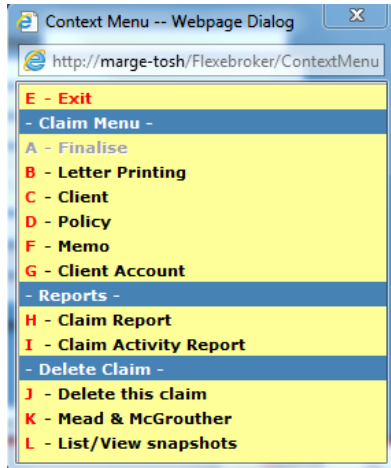 Context Menu -- Webpage Dialog
http://marge-tosh/Flexebroker/ContextMenu
E - Exit
- Claim Menu -
A - Finalise
B - Letter Printing
C - Client
D - Policy
F - Memo
G - Client Account
- Reports -
H - Claim Report
I - Claim Activity Report
- Delete Claim -
J - Delete this claim
K - Mead & McGrouther
L - List/View snapshots